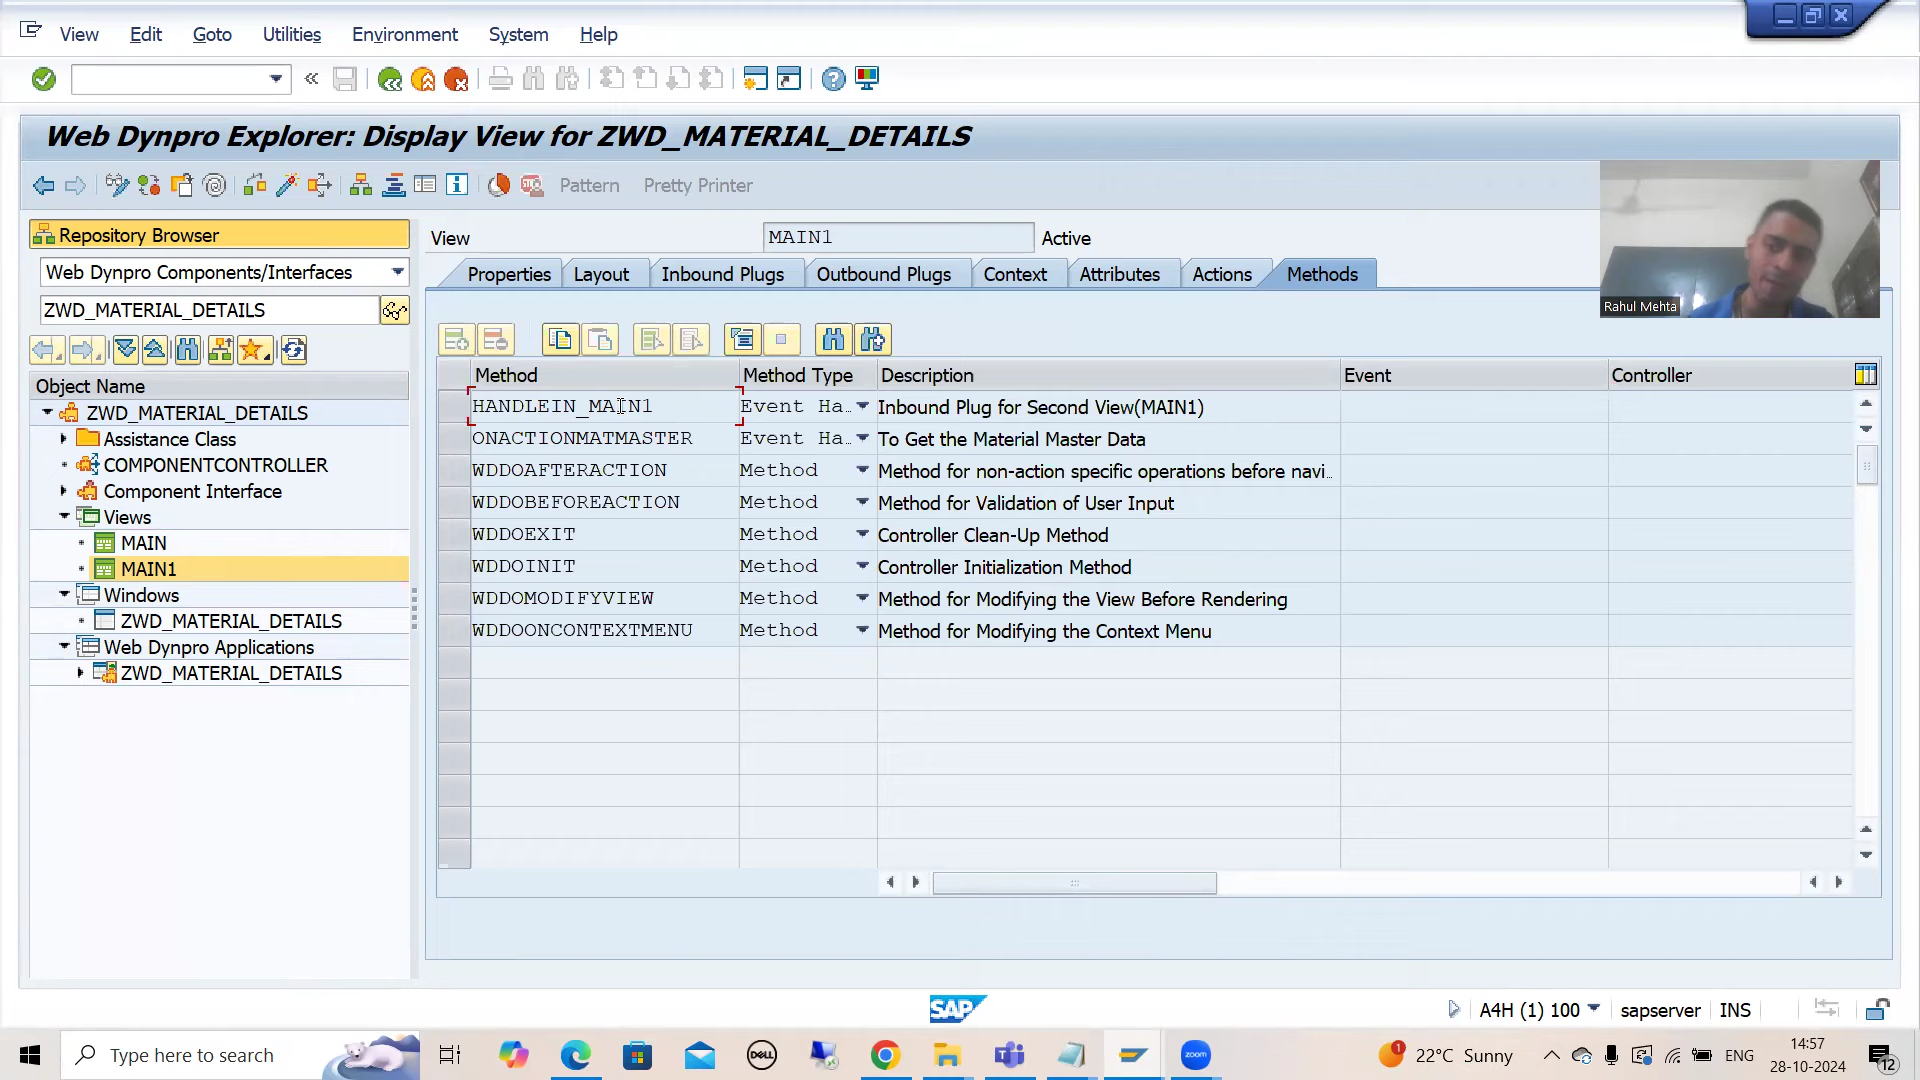 View Edit Goto Utilities Environment System Help
Web Dynpro Explorer: Display View for ZWD_MATERIAL_DETAILS
Pattern Pretty Printer
Repository Browser
Web Dynpro Components/Interfaces
ZWD_MATERIAL_DETAILS
Object Name
ZWD_MATERIAL_DETAILS
Assistance Class
COMPONENTCONTROLLER
Component Interface
Views
MAIN
MAIN1
Windows
ZWD_MATERIAL_DETAILS
Web Dynpro Applications
ZWD_MATERIAL_DETAILS
View MAIN1 Active
Properties Layout Inbound Plugs Outbound Plugs Context Attributes Actions Methods
Method Method Type Description Event Controller
HANDLEIN_MAIN1 Event Ha… Inbound Plug for Second View(MAIN1)
ONACTIONMATMASTER Event Ha… To Get the Material Master Data
WDDOAFTERACTION Method Method for non-action specific operations before navi…
WDDOBEFOREACTION Method Method for Validation of User Input
WDDOEXIT Method Controller Clean-Up Method
WDDOINIT Method Controller Initialization Method
WDDOMODIFYVIEW Method Method for Modifying the View Before Rendering
WDDOONCONTEXTMENU Method Method for Modifying the Context Menu
Rahul Mehta
SAP
A4H (1) 100 sapserver INS
Type here to search
DELL
zoom
1
22°C Sunny
ENG
14:57
28-10-2024
12